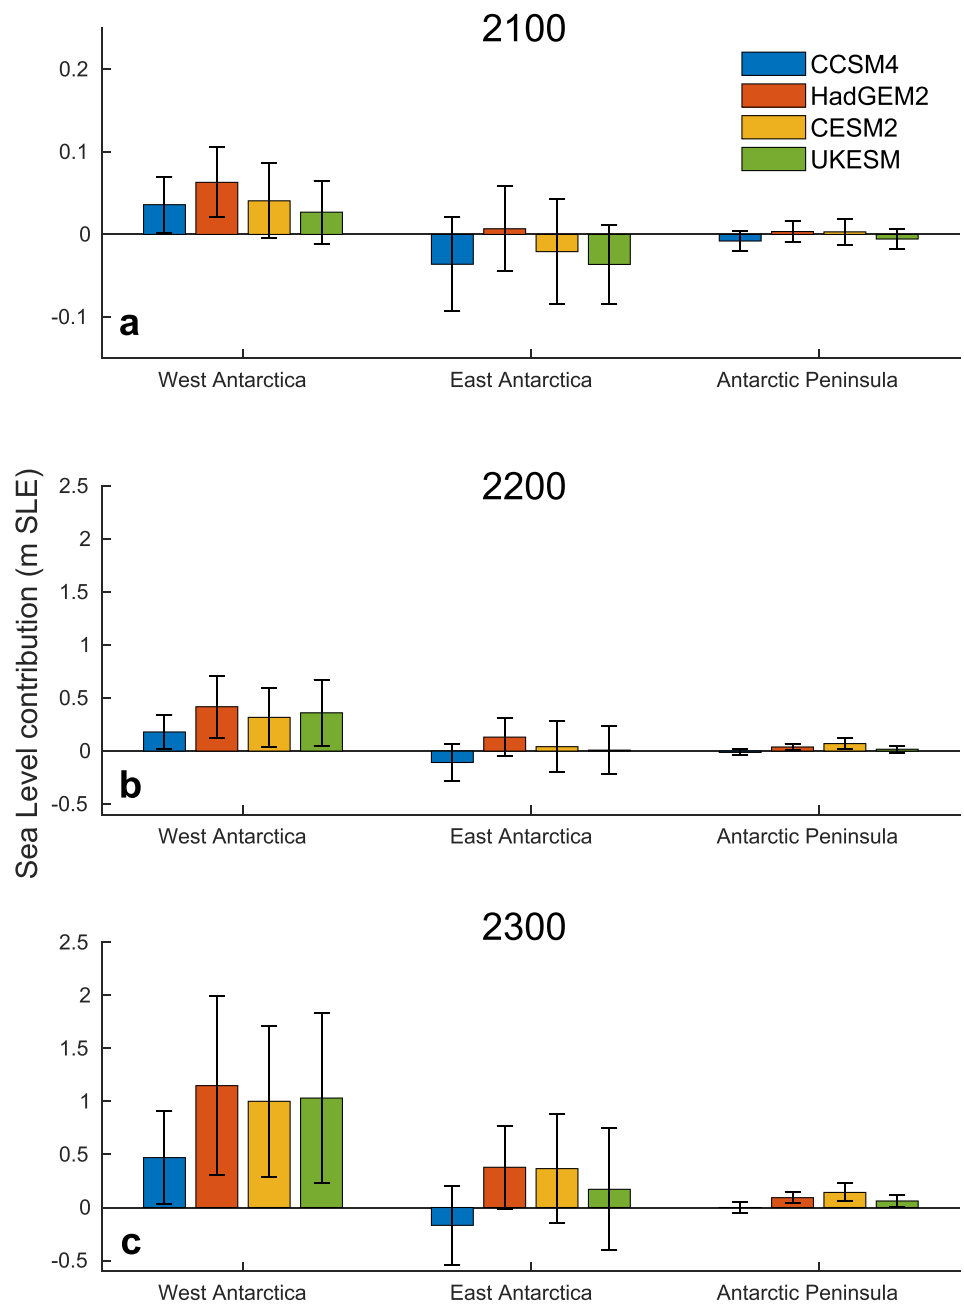 2100
CCSM4
HadGEM2
CESM2
UKESM
0.2
0.1
0
-0.1
a
West Antarctica East Antarctica Antarctic Peninsula
Sea Level contribution (m SLE)
2200
2.5
2
1.5
1
0.5
0
-0.5
b
West Antarctica East Antarctica Antarctic Peninsula
2300
2.5
2
1.5
1
0.5
0
-0.5
c
West Antarctica East Antarctica Antarctic Peninsula